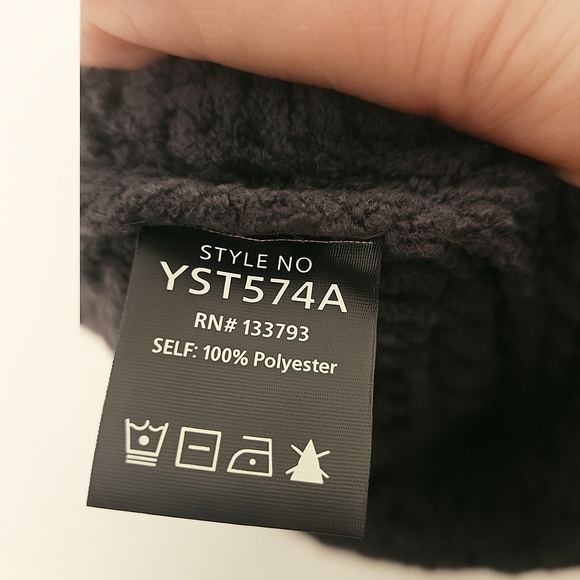 STYLE NO
YST574A
RN# 133793
SELF: 100% Polyester